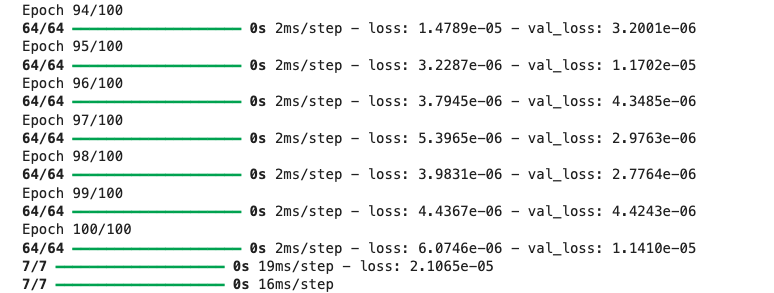 Epoch 94/100
64/64 ━━━━━━━━━━━━━━━━━━━━ 0s 2ms/step - loss: 1.4789e-05 - val_loss: 3.2001e-06
Epoch 95/100
64/64 ━━━━━━━━━━━━━━━━━━━━ 0s 2ms/step - loss: 3.2287e-06 - val_loss: 1.1702e-05
Epoch 96/100
64/64 ━━━━━━━━━━━━━━━━━━━━ 0s 2ms/step - loss: 3.7945e-06 - val_loss: 4.3485e-06
Epoch 97/100
64/64 ━━━━━━━━━━━━━━━━━━━━ 0s 2ms/step - loss: 5.3965e-06 - val_loss: 2.9763e-06
Epoch 98/100
64/64 ━━━━━━━━━━━━━━━━━━━━ 0s 2ms/step - loss: 3.9831e-06 - val_loss: 2.7764e-06
Epoch 99/100
64/64 ━━━━━━━━━━━━━━━━━━━━ 0s 2ms/step - loss: 4.4367e-06 - val_loss: 4.4243e-06
Epoch 100/100
64/64 ━━━━━━━━━━━━━━━━━━━━ 0s 2ms/step - loss: 6.0746e-06 - val_loss: 1.1410e-05
7/7 ━━━━━━━━━━━━━━━━━━━━ 0s 19ms/step - loss: 2.1065e-05
7/7 ━━━━━━━━━━━━━━━━━━━━ 0s 16ms/step